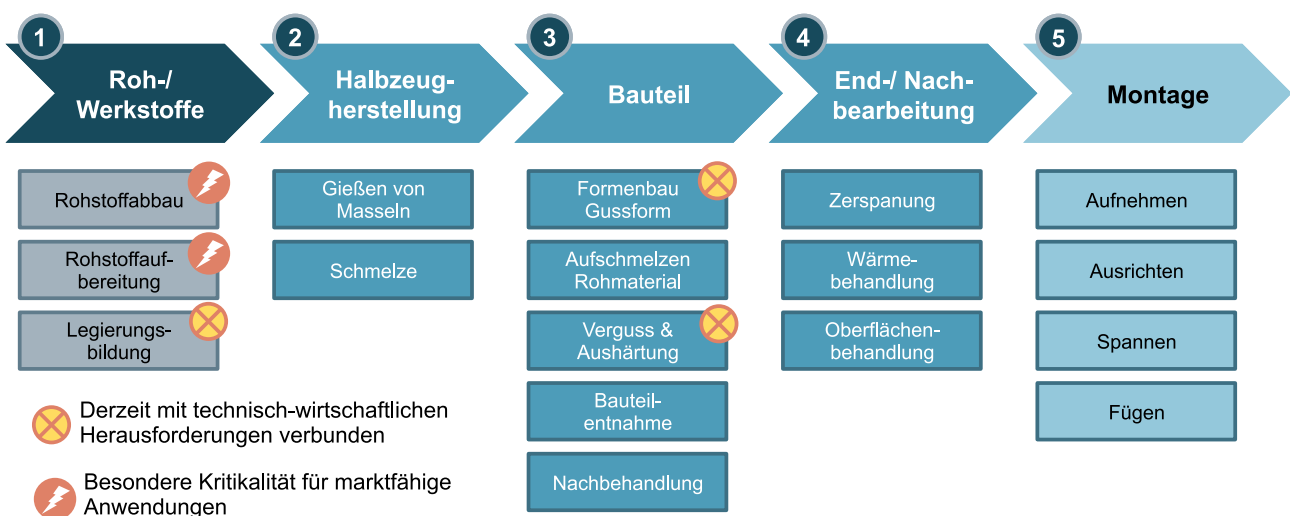 1
Roh-/
Werkstoffe
2
Halbzeug-
herstellung
3
Bauteil
4
End-/ Nach-
bearbeitung
5
Montage
Rohstoffabbau
Rohstoffauf-
bereitung
Legierungs-
bildung
Gießen von
Masseln
Schmelze
Formenbau
Gussform
Aufschmelzen
Rohmaterial
Verguss &
Aushärtung
Bauteil-
entnahme
Nachbehandlung
Zerspanung
Wärme-
behandlung
Oberflächen-
behandlung
Aufnehmen
Ausrichten
Spannen
Fügen
Derzeit mit technisch-wirtschaftlichen
Herausforderungen verbunden
Besondere Kritikalität für marktfähige
Anwendungen